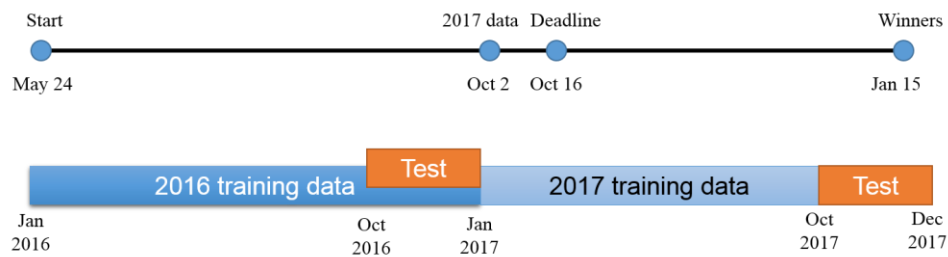 Start
2017 data
Deadline
Winners
May 24
Oct 2
Oct 16
Jan 15
2016 training data
Test
2017 training data
Test
Jan
2016
Oct
2016
Jan
2017
Oct
2017
Dec
2017